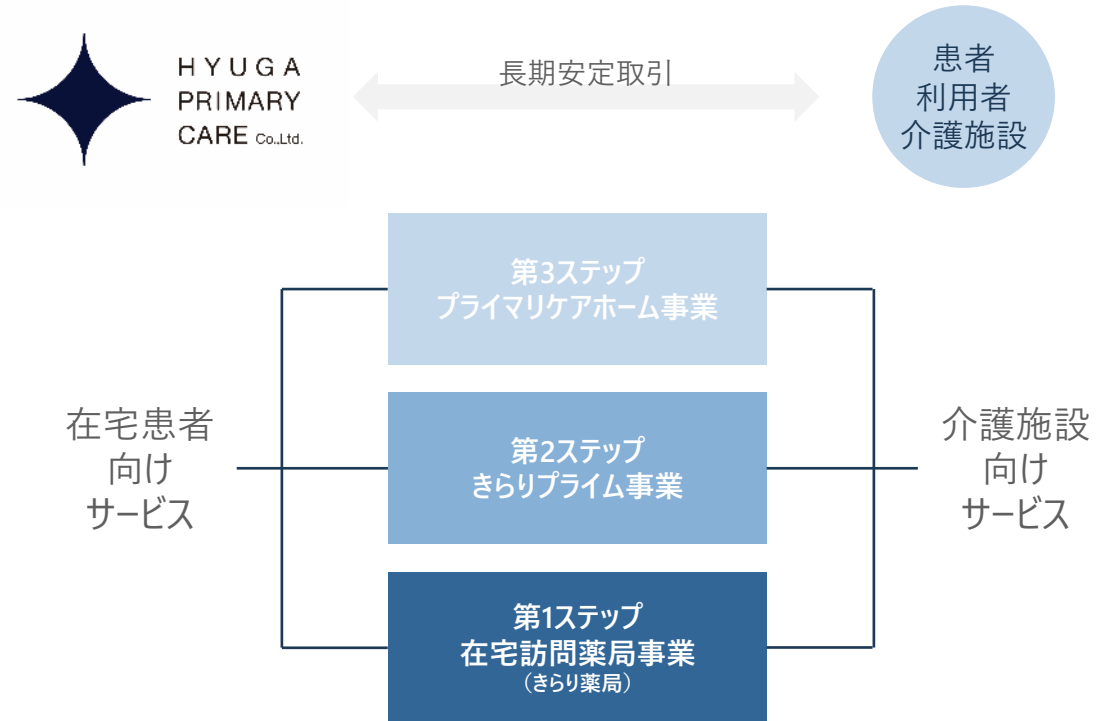 HYUGA
PRIMARY
CARE Co.,Ltd.
長期安定取引
患者
利用者
介護施設
第3ステップ
プライマリケアホーム事業
在宅患者
向け
サービス
第2ステップ
きらりプライム事業
介護施設
向け
サービス
第1ステップ
在宅訪問薬局事業
（きらり薬局）